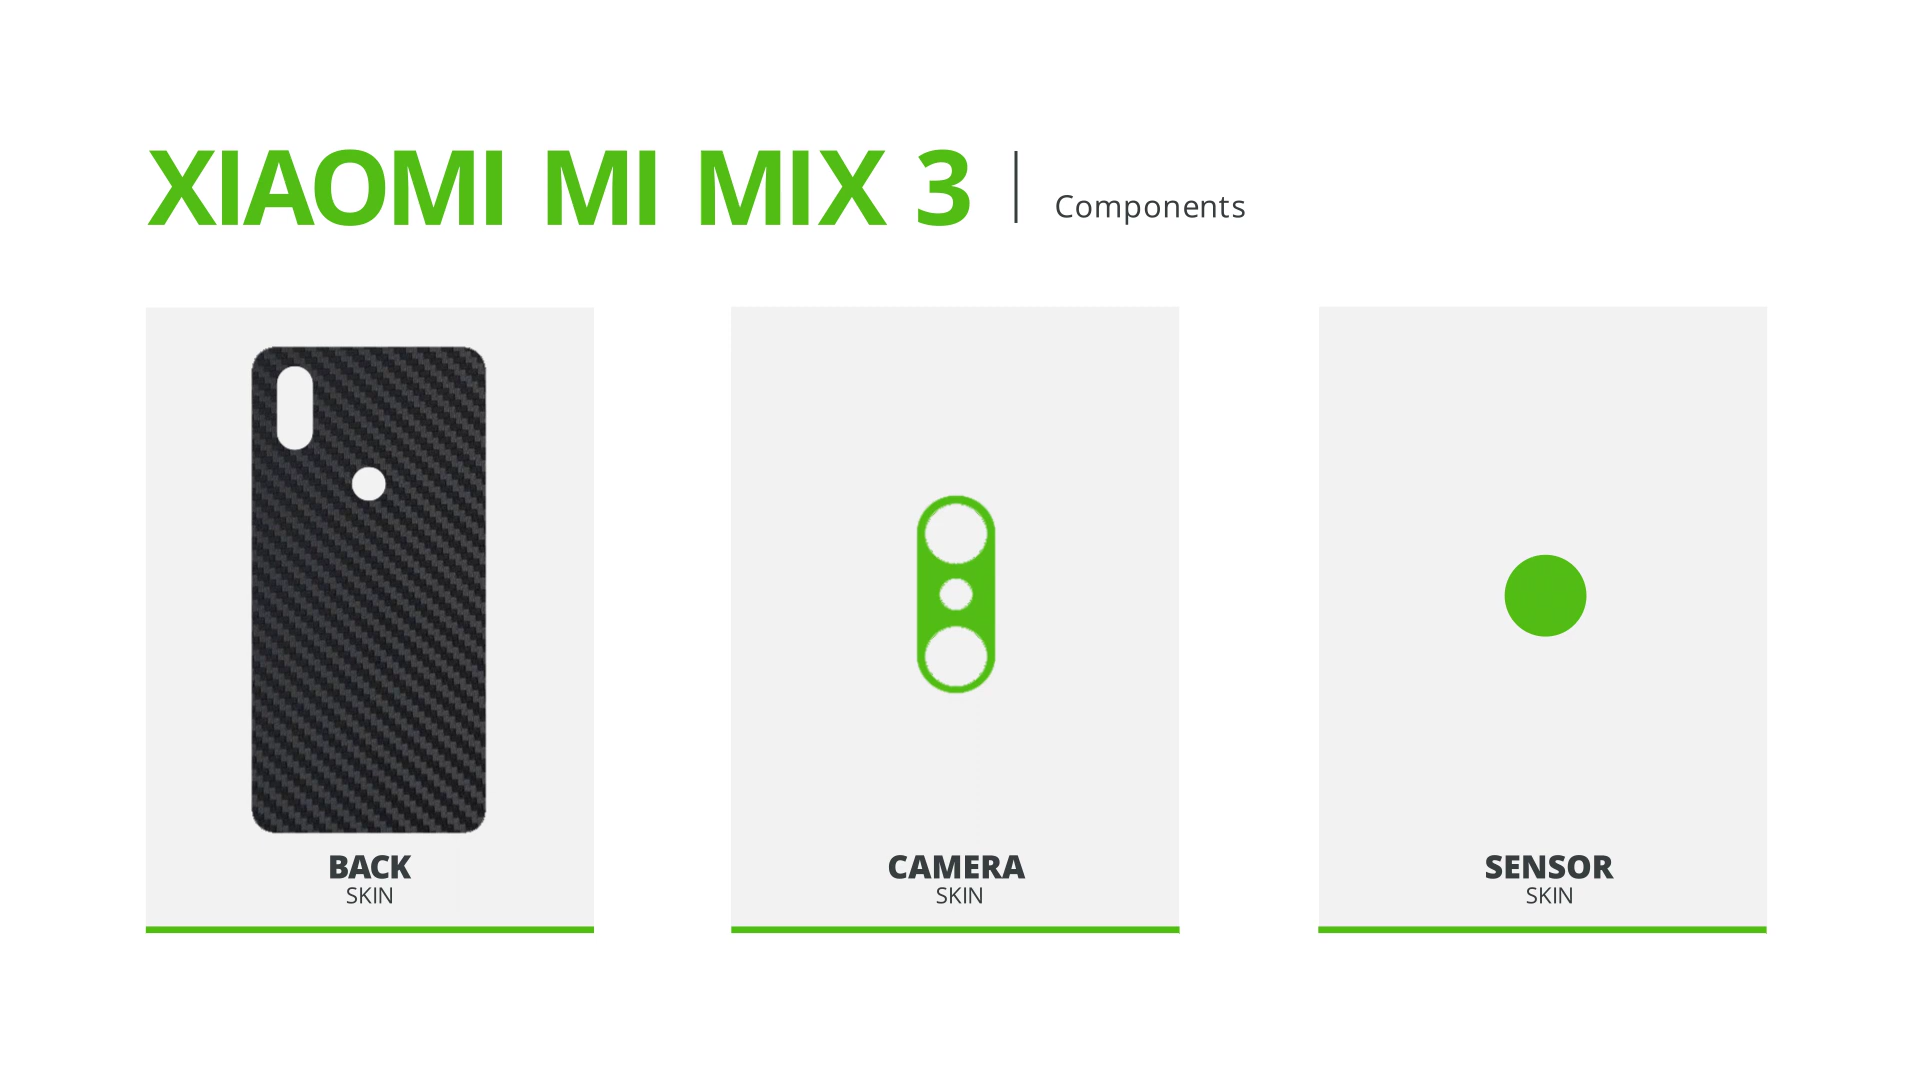 XIAOMI MI MIX 3
Components
BACK
SKIN
CAMERA
SKIN
SENSOR
SKIN